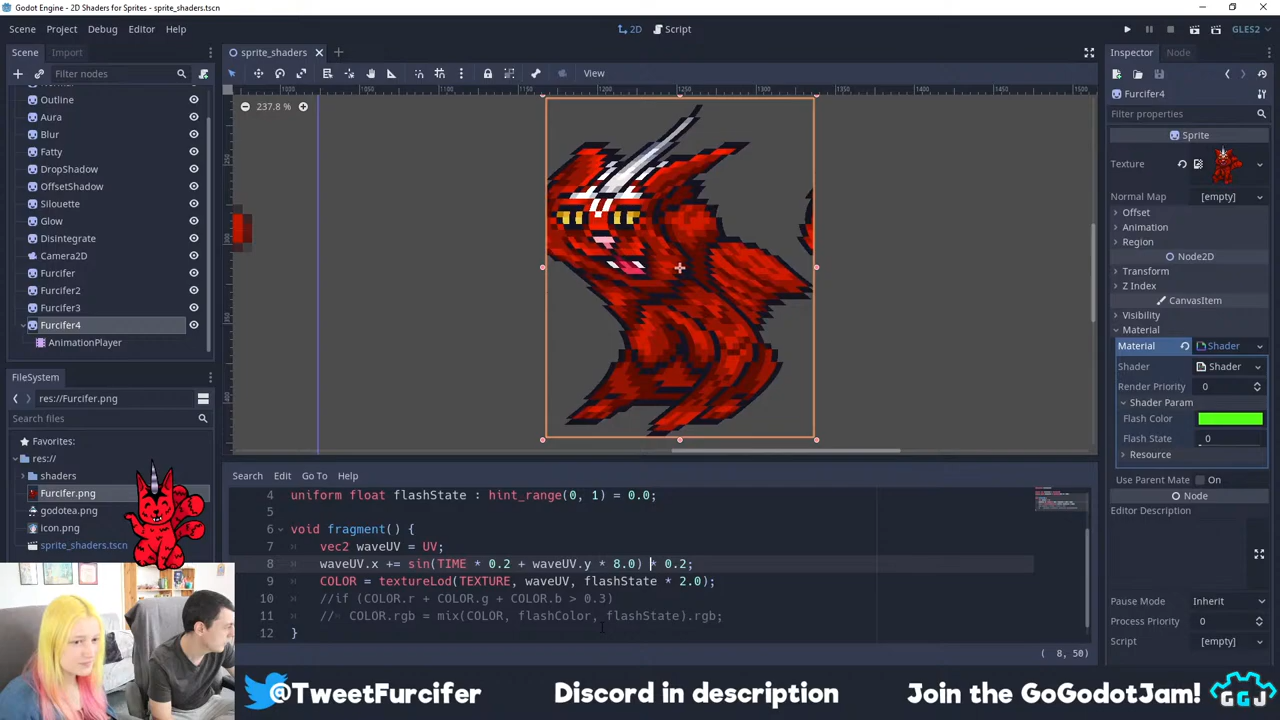 Godot Engine - 2D Shaders for Sprites - sprite_shaders.tscn
Scene Project Debug Editor Help
2D Script
GLES2
Scene Import
sprite_shaders
Inspector Node
Filter nodes
View
Furcifer4
237.8 %
Filter properties
Outline
Aura
Blur
Fatty
DropShadow
OffsetShadow
Silouette
Glow
Disintegrate
Camera2D
Furcifer
Furcifer2
Furcifer3
Furcifer4
AnimationPlayer
Sprite
Texture
Normal Map [empty]
Offset
Animation
Region
Node2D
Transform
Z Index
CanvasItem
Visibility
Material
Material Shader
Shader Shader
Render Priority 0
Shader Param
Flash Color
Flash State 0
Resource
Use Parent Mate On
Node
Editor Description
Pause Mode Inherit
Process Priority 0
Script [empty]
FileSystem
res://Furcifer.png
Search files
Favorites:
res://
shaders
Furcifer.png
godotea.png
icon.png
sprite_shaders.tscn
Search Edit Go To Help
4 uniform float flashState : hint_range(0, 1) = 0.0;
5
6 void fragment() {
7 vec2 waveUV = UV;
8 waveUV.x += sin(TIME * 0.2 + waveUV.y * 8.0) * 0.2;
9 COLOR = textureLod(TEXTURE, waveUV, flashState * 2.0);
10 //if (COLOR.r + COLOR.g + COLOR.b > 0.3)
11 // COLOR.rgb = mix(COLOR, flashColor, flashState).rgb;
12 }
( 8, 50)
@TweetFurcifer Discord in description Join the GoGodotJam!
GGJ